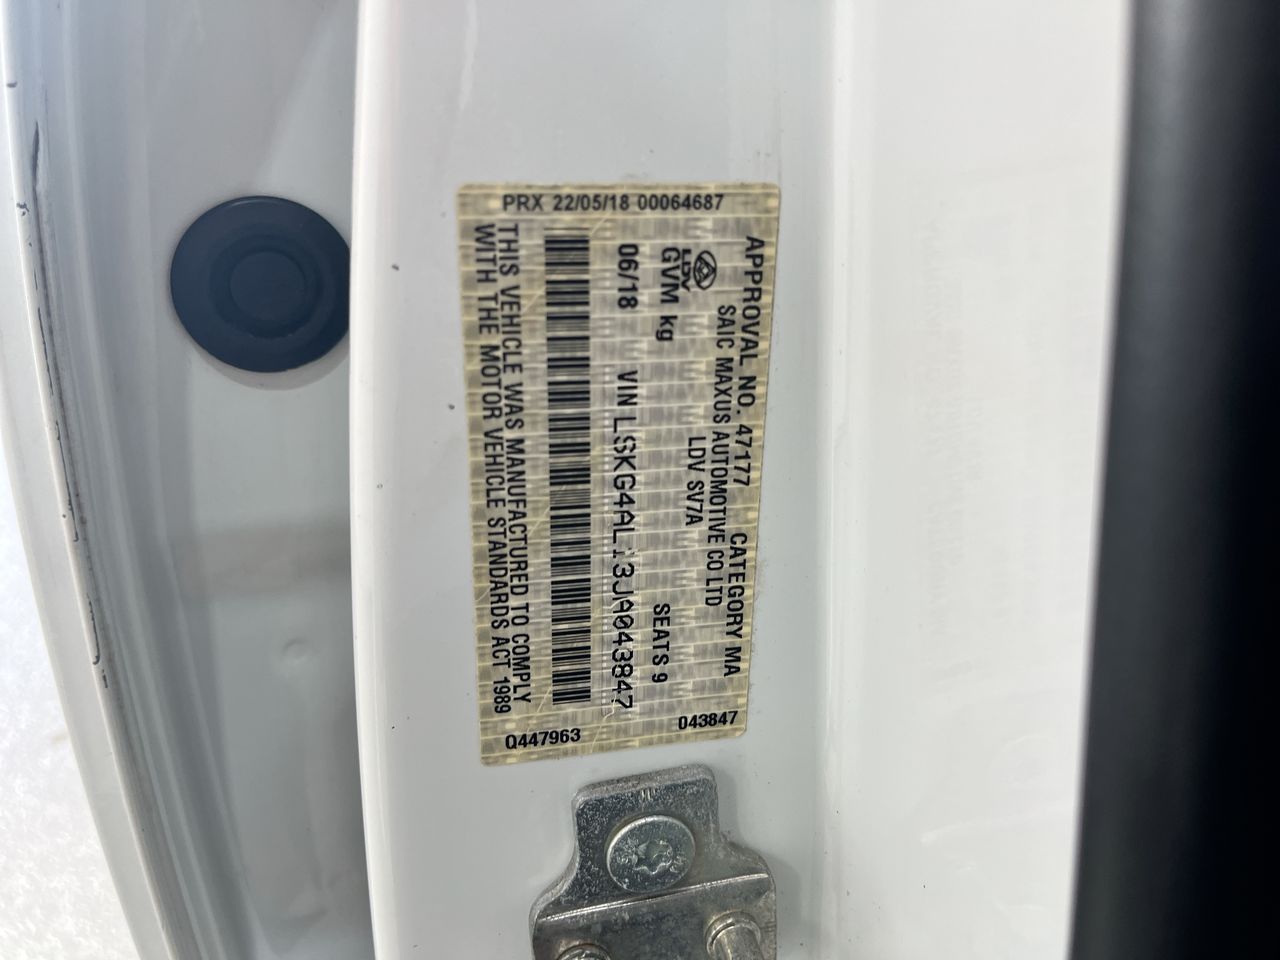 PRX 22/05/18 00064687
APPROVAL NO. 47177 CATEGORY MA
SAIC MAXUS AUTOMOTIVE CO LTD
LDV LDV SV7A
GVM kg SEATS 9
06/18 VIN LSKG4AL13JA043847
THIS VEHICLE WAS MANUFACTURED TO COMPLY
WITH THE MOTOR VEHICLE STANDARDS ACT 1989
Q447963 043847